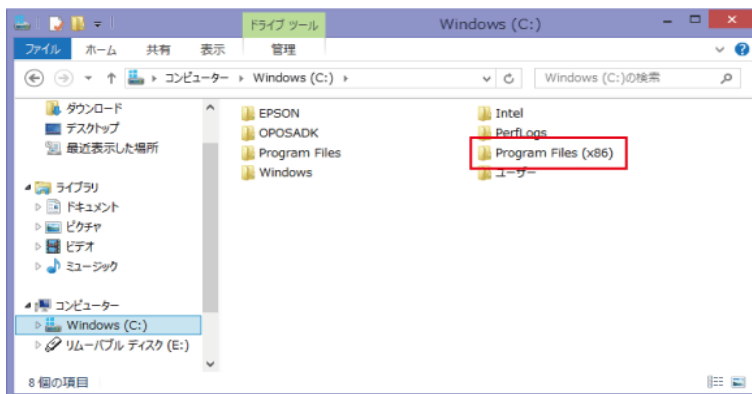 ドライブ ツール Windows (C:)
ファイル ホーム 共有 表示 管理
コンピューター Windows (C:) Windows (C:)の検索
ダウンロード
デスクトップ
最近表示した場所
ライブラリ
ドキュメント
ピクチャ
ビデオ
ミュージック
コンピューター
Windows (C:)
リムーバブル ディスク (E:)
EPSON Intel
OPOSADK PerfLogs
Program Files Program Files (x86)
Windows ユーザー
8 個の項目